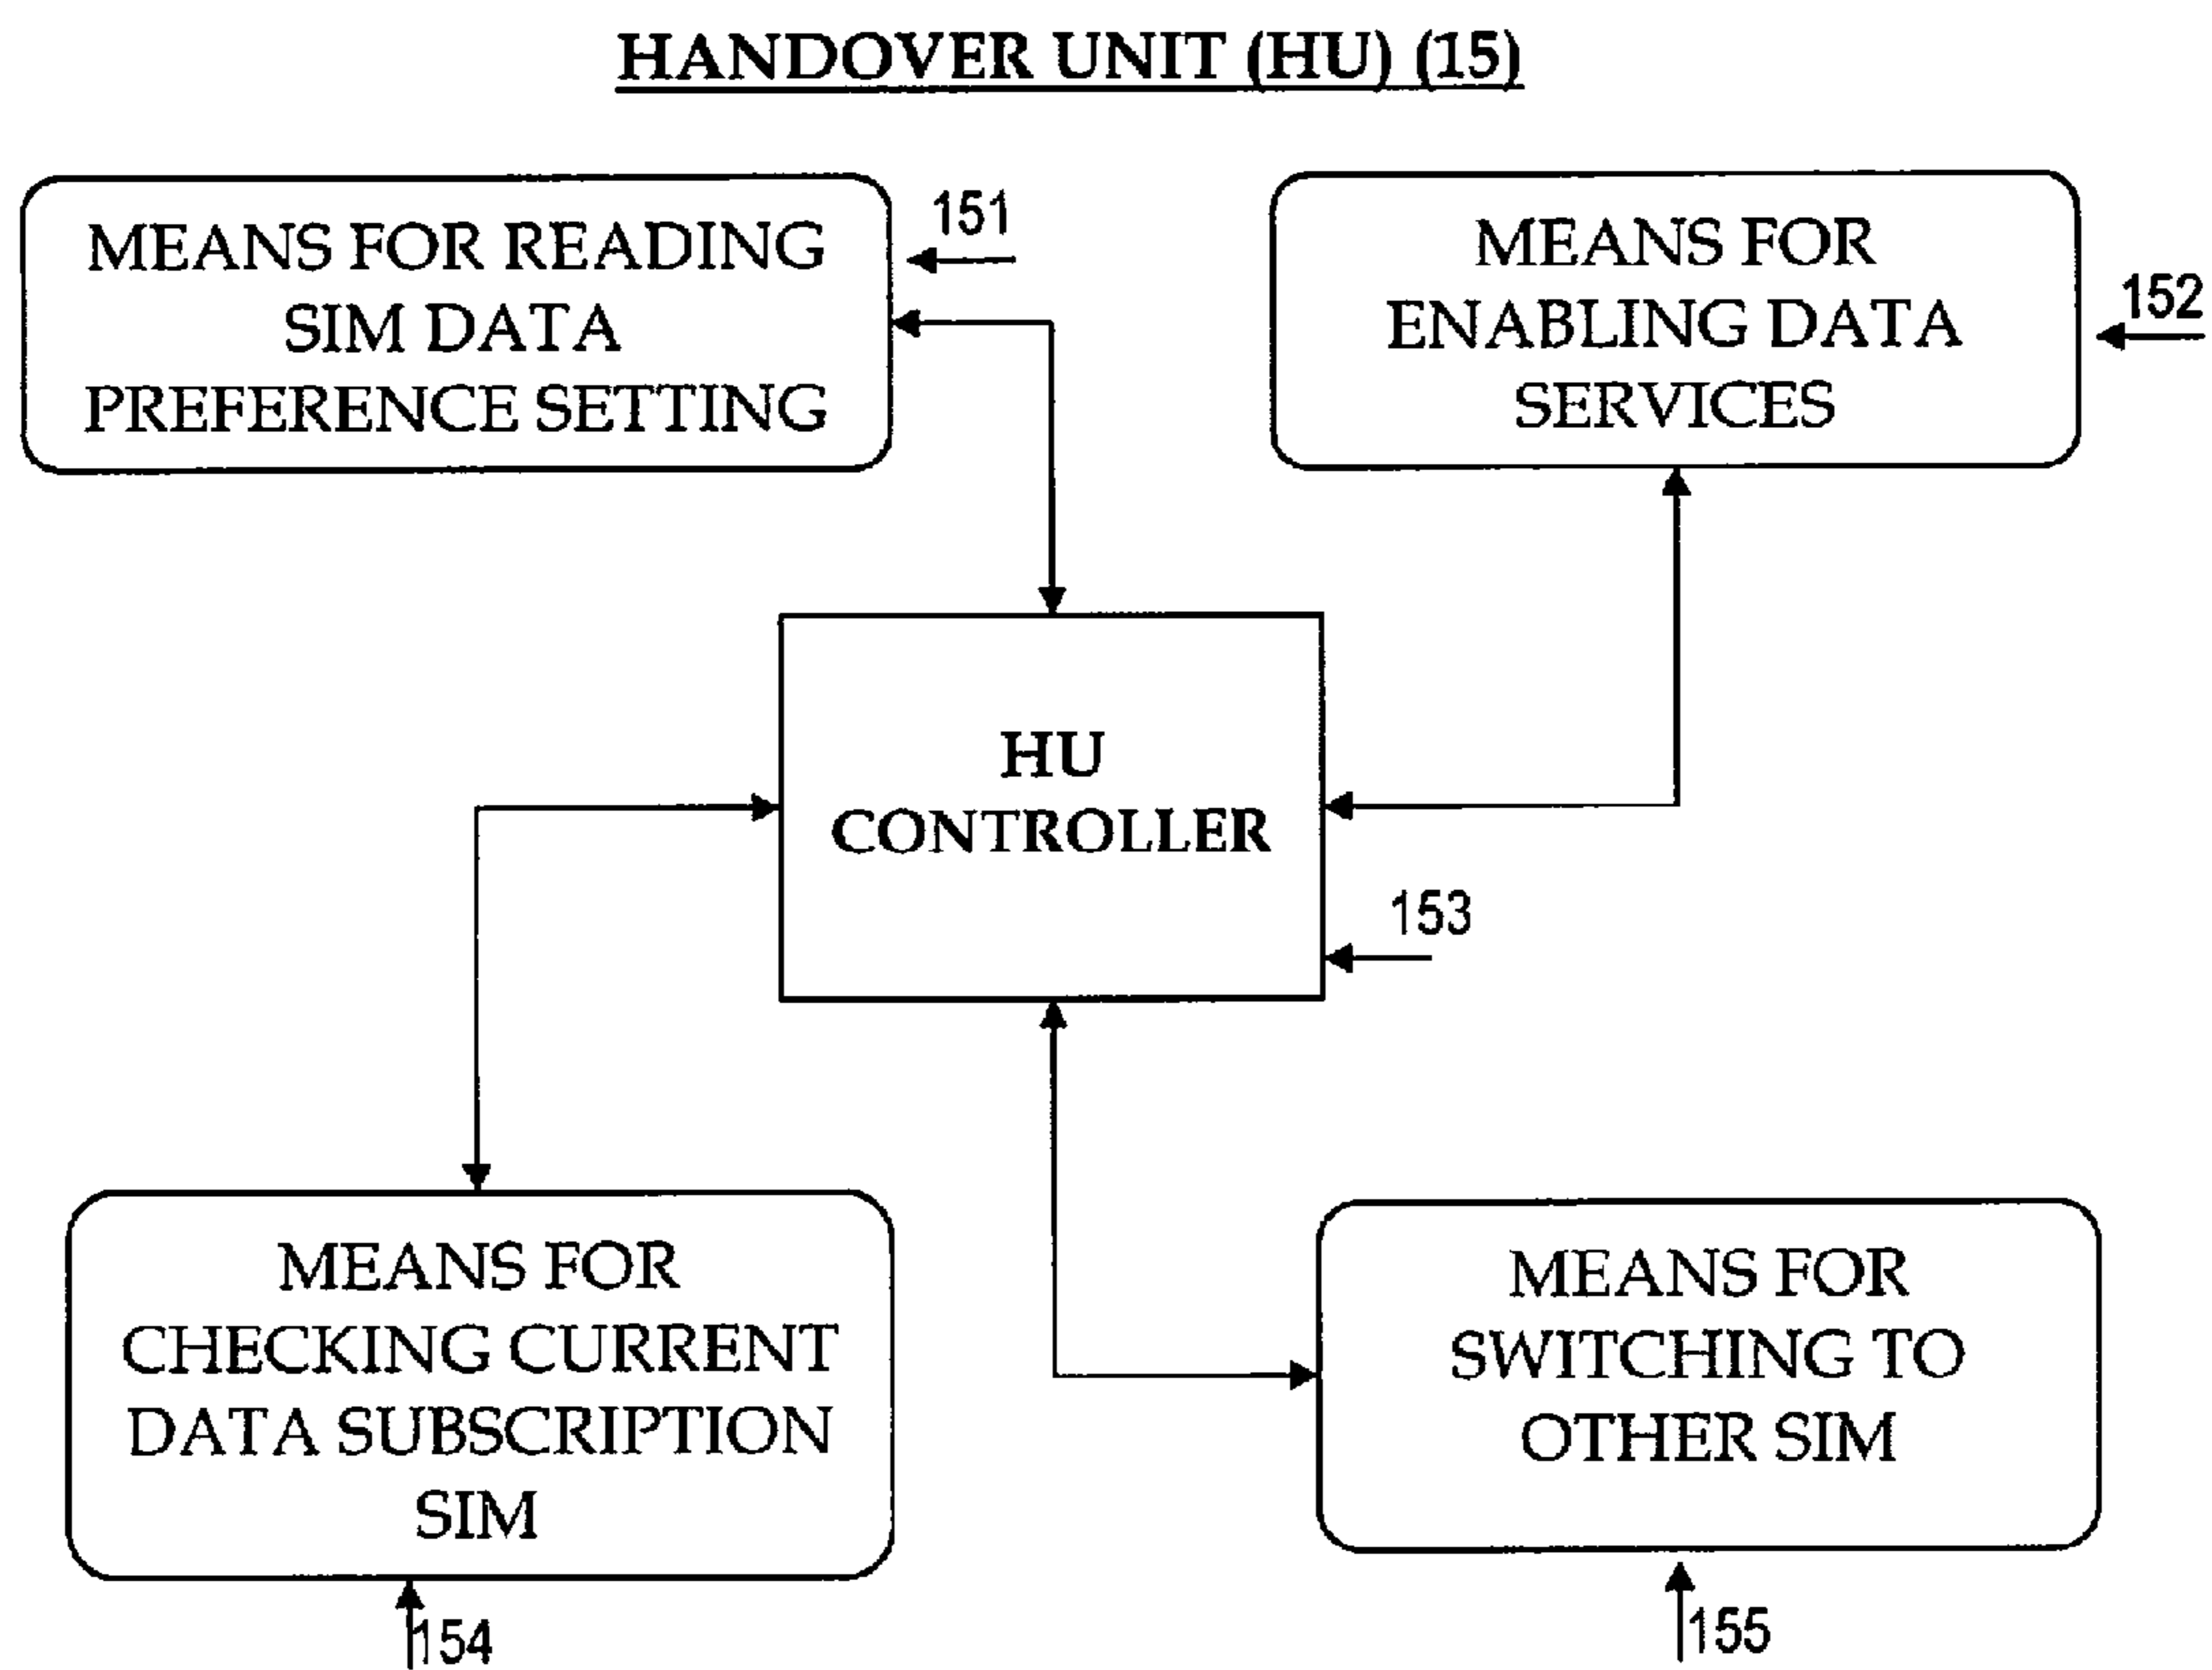 HANDOVER UNIT (HU) (15)
MEANS FOR READING
SIM DATA
PREFERENCE SETTING
151
MEANS FOR
ENABLING DATA
SERVICES
152
HU
CONTROLLER
153
MEANS FOR
CHECKING CURRENT
DATA SUBSCRIPTION
SIM
154
MEANS FOR
SWITCHING TO
OTHER SIM
155